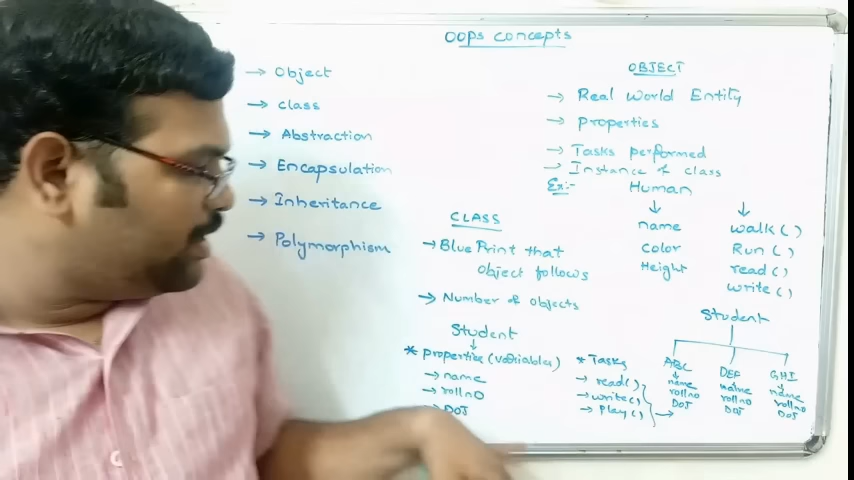 OOPs concepts
→ Object
→ class
→ Abstraction
→ Encapsulation
→ Inheritance
→ Polymorphism
OBJECT
→ Real World Entity
→ Properties
→ Tasks performed
→ Instance of class
Ex:- Human
name
color
Height
walk()
Run()
read()
write()
CLASS
→ Blue Print that
object follows
→ Number of objects
Student
* properties (variables)
→ name
→ rollno
→ DOJ
* Tasks
→ read()
→ write()
→ Play()
Student
ABC
name
rollno
DOJ
DEF
name
rollno
DOJ
GHI
name
rollno
DOJ